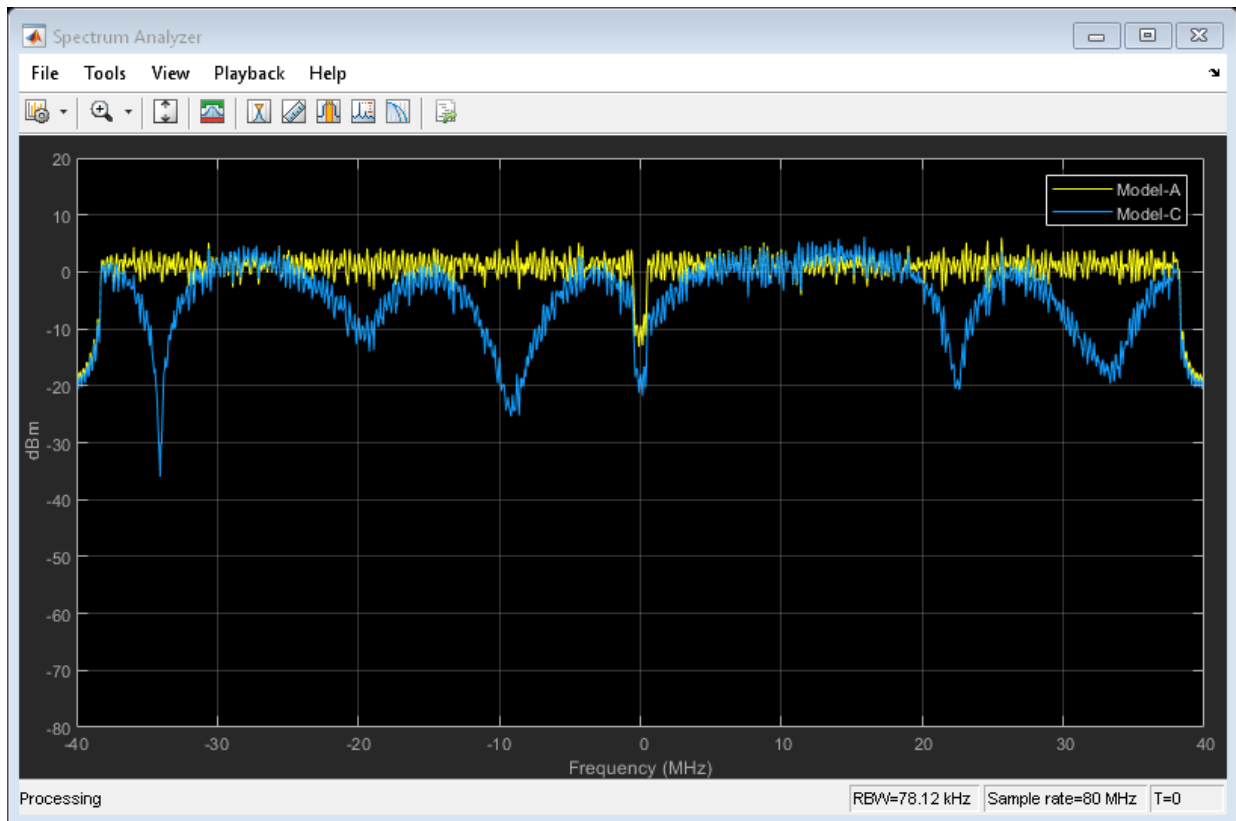 Spectrum Analyzer
File Tools View Playback Help
Model-A
Model-C
20
10
0
-10
-20
-30
-40
-50
-60
-70
-80
dBm
-40 -30 -20 -10 0 10 20 30 40
Frequency (MHz)
Processing RBW=78.12 kHz Sample rate=80 MHz T=0